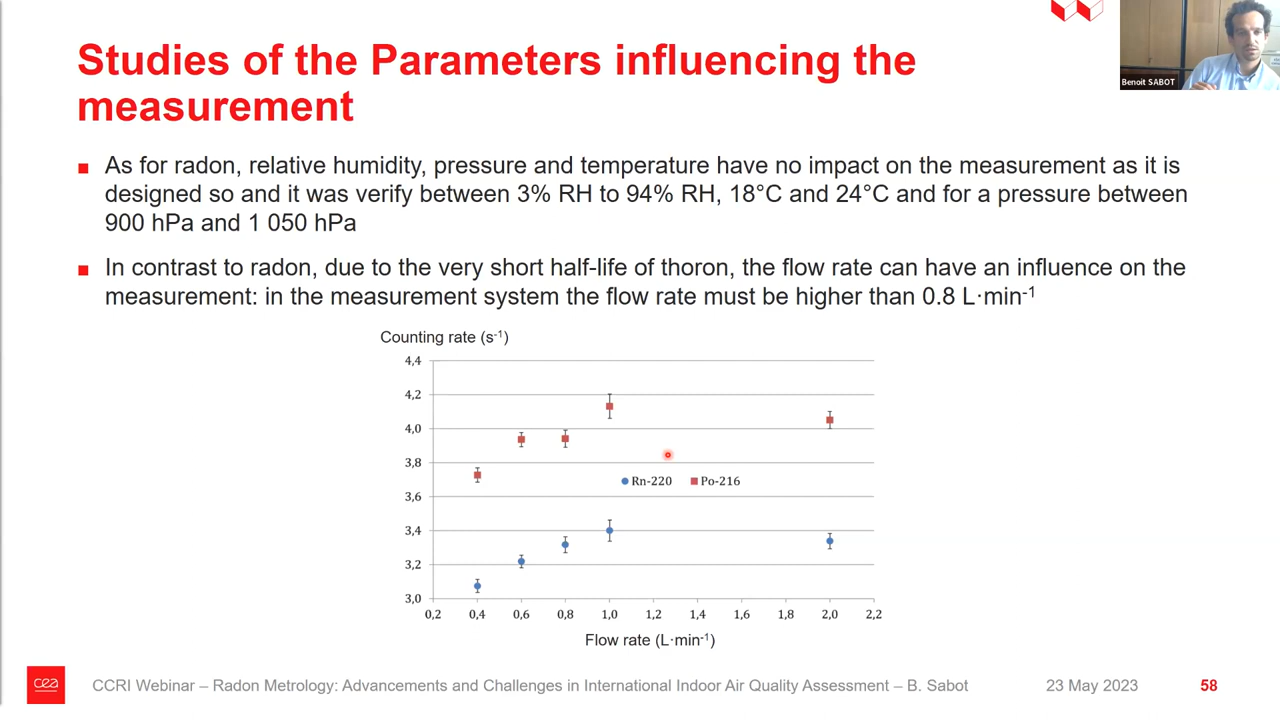 Studies of the Parameters influencing the
measurement
Benoit SABOT
As for radon, relative humidity, pressure and temperature have no impact on the measurement as it is
designed so and it was verify between 3% RH to 94% RH, 18°C and 24°C and for a pressure between
900 hPa and 1 050 hPa
In contrast to radon, due to the very short half-life of thoron, the flow rate can have an influence on the
measurement: in the measurement system the flow rate must be higher than 0.8 L·min⁻¹
Counting rate (s⁻¹)
4,4
4,2
4,0
3,8
3,6
3,4
3,2
3,0
Rn-220 Po-216
0,2 0,4 0,6 0,8 1,0 1,2 1,4 1,6 1,8 2,0 2,2
Flow rate (L·min⁻¹)
cea
CCRI Webinar – Radon Metrology: Advancements and Challenges in International Indoor Air Quality Assessment – B. Sabot 23 May 2023 58